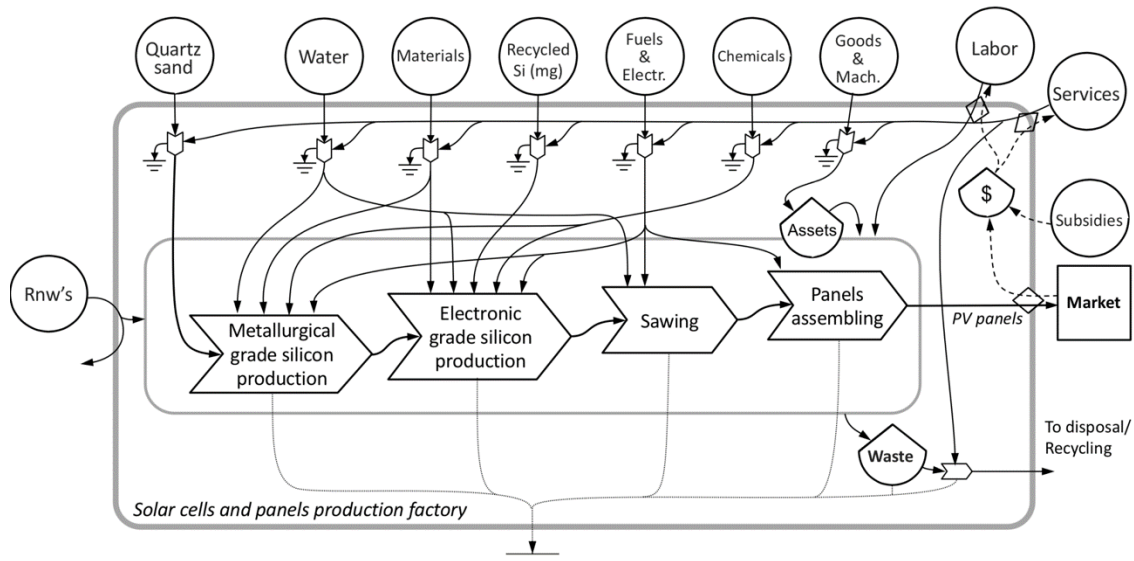 Quartz
sand
Water
Materials
Recycled
Si (mg)
Fuels
&
Electr.
Chemicals
Goods
&
Mach.
Labor
Services
$
Subsidies
Assets
Rnw's
Metallurgical
grade silicon
production
Electronic
grade silicon
production
Sawing
Panels
assembling
PV panels
Market
Waste
To disposal/
Recycling
Solar cells and panels production factory